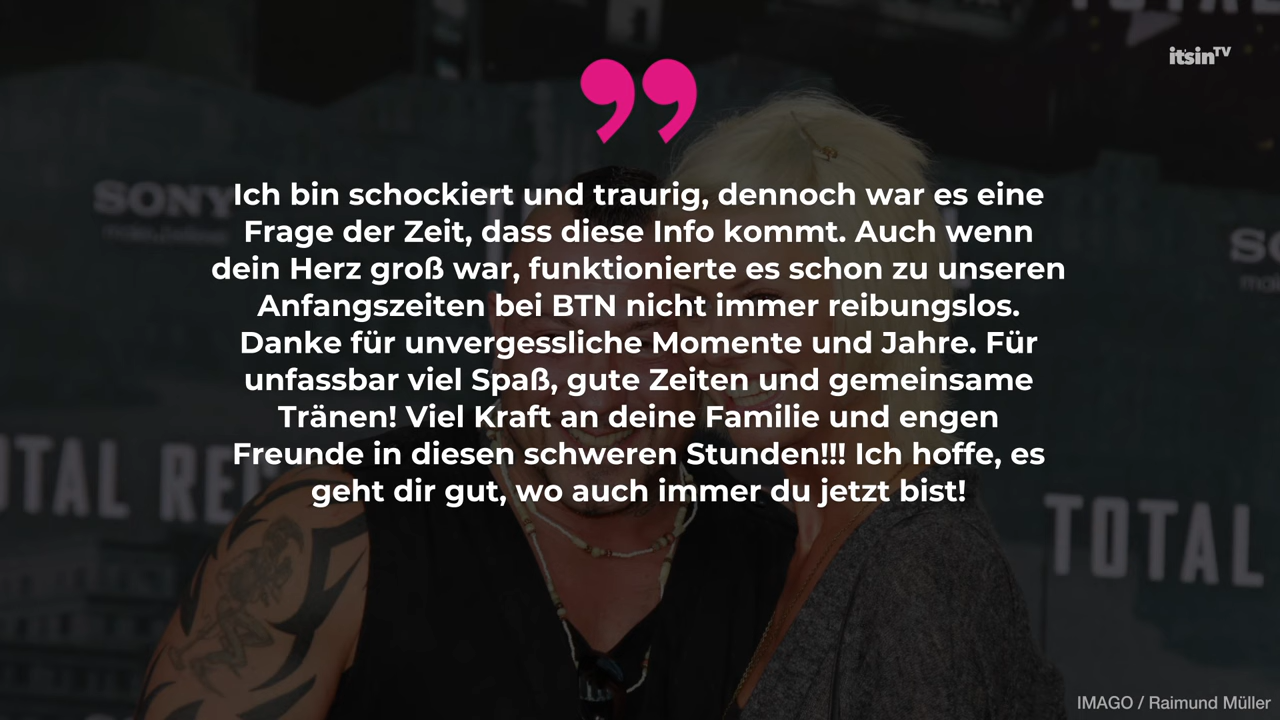 TOTAL
itsinTV
Ich bin schockiert und traurig, dennoch war es eine
Frage der Zeit, dass diese Info kommt. Auch wenn
dein Herz groß war, funktionierte es schon zu unseren
Anfangszeiten bei BTN nicht immer reibungslos.
Danke für unvergessliche Momente und Jahre. Für
unfassbar viel Spaß, gute Zeiten und gemeinsame
Tränen! Viel Kraft an deine Familie und engen
Freunde in diesen schweren Stunden!!! Ich hoffe, es
geht dir gut, wo auch immer du jetzt bist!
SONY
TOTAL
IMAGO / Raimund Müller